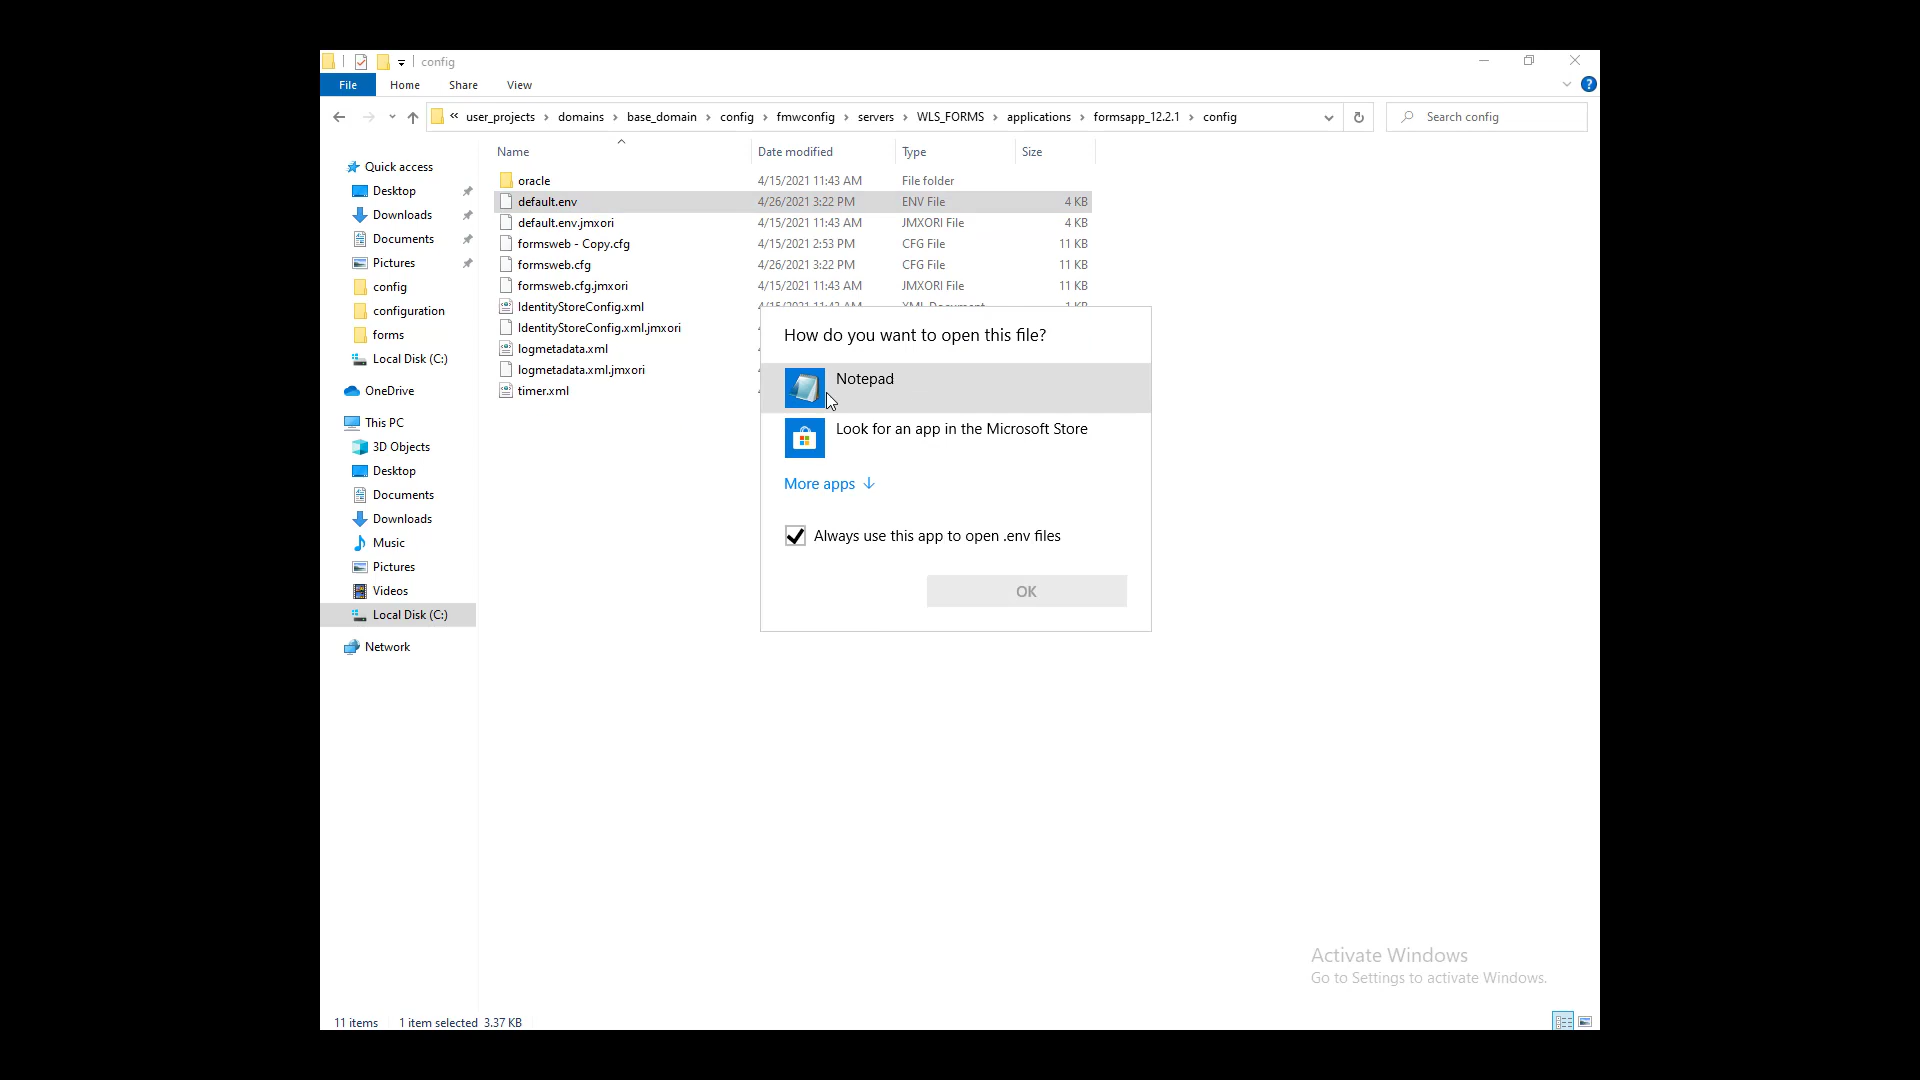 config
File Home Share View
« user_projects › domains › base_domain › config › fmwconfig › servers › WLS_FORMS › applications › formsapp_12.2.1 › config
Search config
Name Date modified Type Size
Quick access
Desktop
Downloads
Documents
Pictures
config
configuration
forms
Local Disk (C:)
OneDrive
This PC
3D Objects
Desktop
Documents
Downloads
Music
Pictures
Videos
Local Disk (C:)
Network
oracle 4/15/2021 11:43 AM File folder
default.env 4/26/2021 3:22 PM ENV File 4 KB
default.env.jmxori 4/15/2021 11:43 AM JMXORI File 4 KB
formsweb - Copy.cfg 4/15/2021 2:53 PM CFG File 11 KB
formsweb.cfg 4/26/2021 3:22 PM CFG File 11 KB
formsweb.cfg.jmxori 4/15/2021 11:43 AM JMXORI File 11 KB
IdentityStoreConfig.xml 4/15/2021 11:43 AM XML Document 1 KB
IdentityStoreConfig.xml.jmxori
logmetadata.xml
logmetadata.xml.jmxori
timer.xml
How do you want to open this file?
Notepad
Look for an app in the Microsoft Store
More apps
Always use this app to open .env files
OK
Activate Windows
Go to Settings to activate Windows.
11 items 1 item selected 3.37 KB